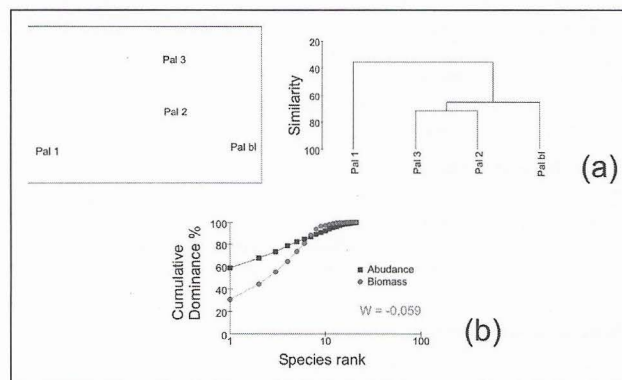 Pal 3
Pal 2
Pal 1
Pal bl
Similarity
20
40
60
80
100
Pal 1
Pal 3
Pal 2
Pal bl
(a)
Cumulative
Dominance %
100
80
60
40
20
0
1
10
100
Species rank
Abudance
Biomass
W = -0,059
(b)